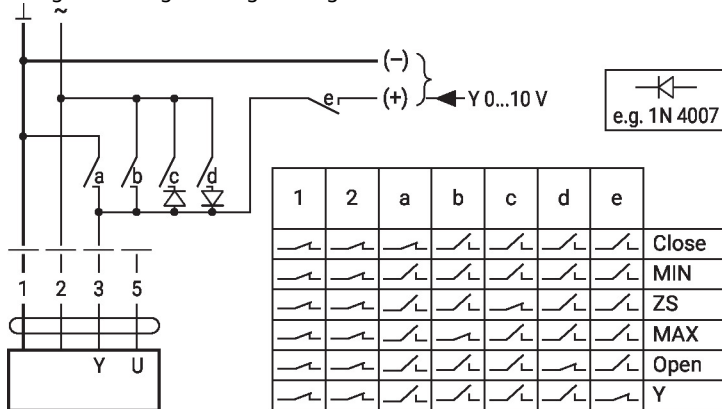 ⊥ ~
(–)
e (+) Y 0...10 V
e.g. 1N 4007
a b c d
1 2 a b c d e
Close
MIN
ZS
MAX
Open
Y
1 2 3 5
Y U